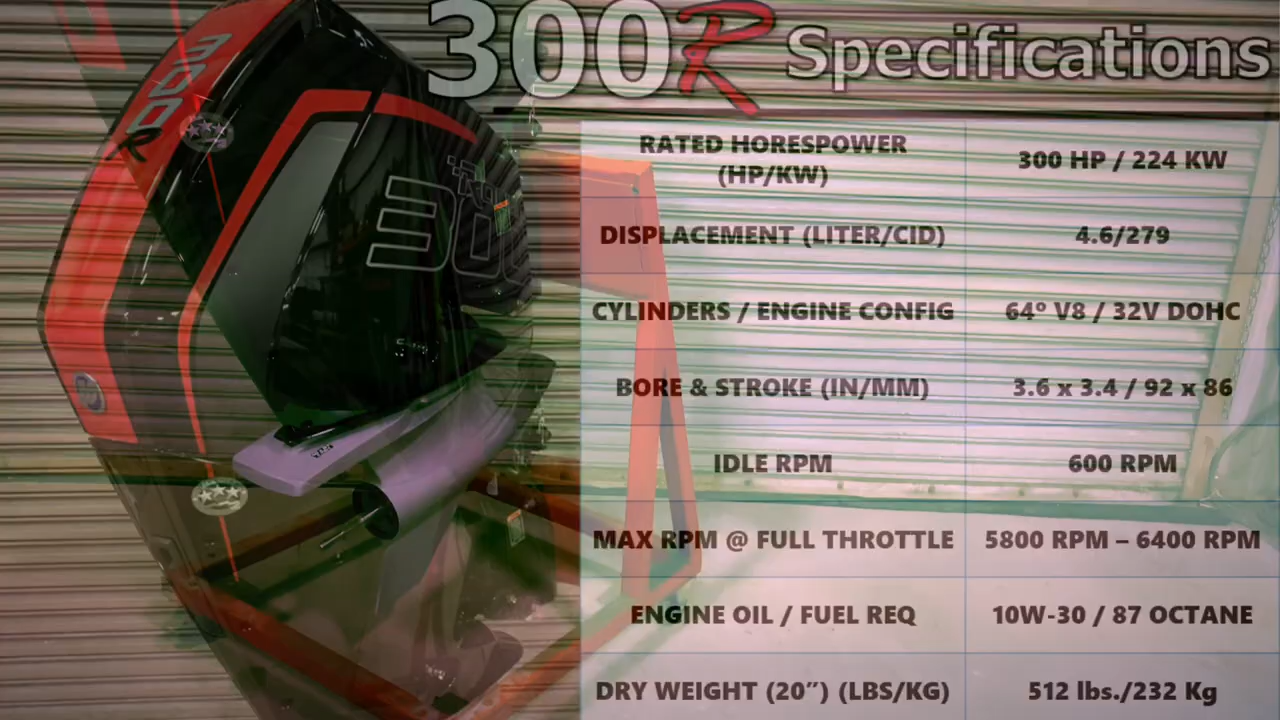 300R Specifications
RATED HORESPOWER
(HP/KW)
300 HP / 224 KW
DISPLACEMENT (LITER/CID)
4.6/279
CYLINDERS / ENGINE CONFIG
64º V8 / 32V DOHC
BORE & STROKE (IN/MM)
3.6 x 3.4 / 92 x 86
IDLE RPM
600 RPM
MAX RPM @ FULL THROTTLE
5800 RPM – 6400 RPM
ENGINE OIL / FUEL REQ
10W-30 / 87 OCTANE
DRY WEIGHT (20″) (LBS/KG)
512 lbs./232 Kg
300R
300